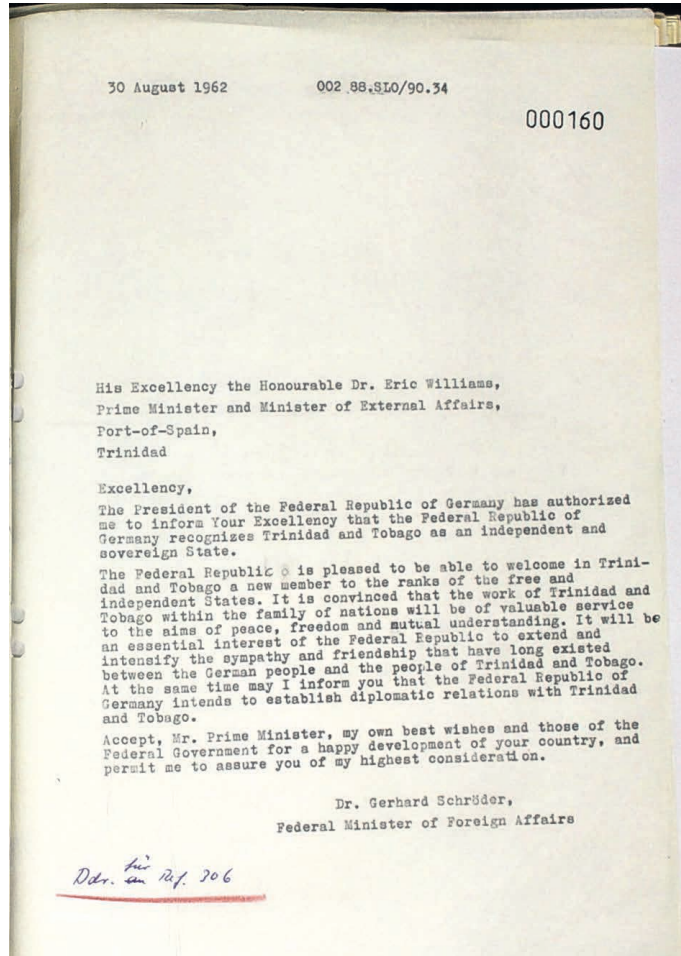 30 August 1962 002 88.SLO/90.34
000160
His Excellency the Honourable Dr. Eric Williams,
Prime Minister and Minister of External Affairs,
Port-of-Spain,
Trinidad
Excellency,
The President of the Federal Republic of Germany has authorized
me to inform Your Excellency that the Federal Republic of
Germany recognizes Trinidad and Tobago as an independent and
sovereign State.
The Federal Republic is pleased to be able to welcome in Trini-
dad and Tobago a new member to the ranks of the free and
independent States. It is convinced that the work of Trinidad and
Tobago within the family of nations will be of valuable service
to the aims of peace, freedom and mutual understanding. It will be
an essential interest of the Federal Republic to extend and
intensify the sympathy and friendship that have long existed
between the German people and the people of Trinidad and Tobago.
At the same time may I inform you that the Federal Republic of
Germany intends to establish diplomatic relations with Trinidad
and Tobago.
Accept, Mr. Prime Minister, my own best wishes and those of the
Federal Government for a happy development of your country, and
permit me to assure you of my highest consideration.
Dr. Gerhard Schröder,
Federal Minister of Foreign Affairs
für
Ref. 306